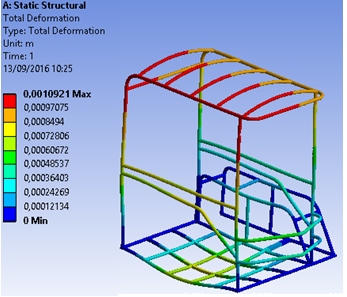 A: Static Structural
Total Deformation
Type: Total Deformation
Unit: m
Time: 1
13/09/2016 10:25
0,0010921 Max
0,00097075
0,0008494
0,00072806
0,00060672
0,00048537
0,00036403
0,00024269
0,00012134
0 Min